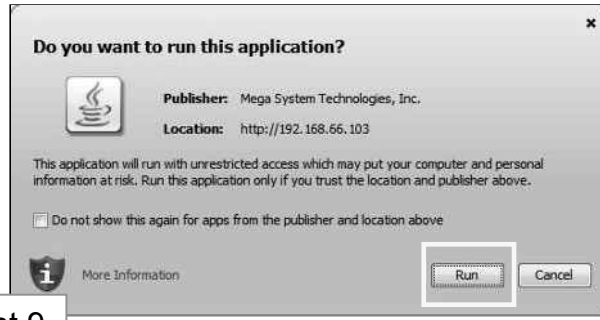 Do you want to run this application?
Publisher: Mega System Technologies, Inc.
Location: http://192.168.66.103
This application will run with unrestricted access which may put your computer and personal
information at risk. Run this application only if you trust the location and publisher above.
Do not show this again for apps from the publisher and location above
More Information
Run
Cancel